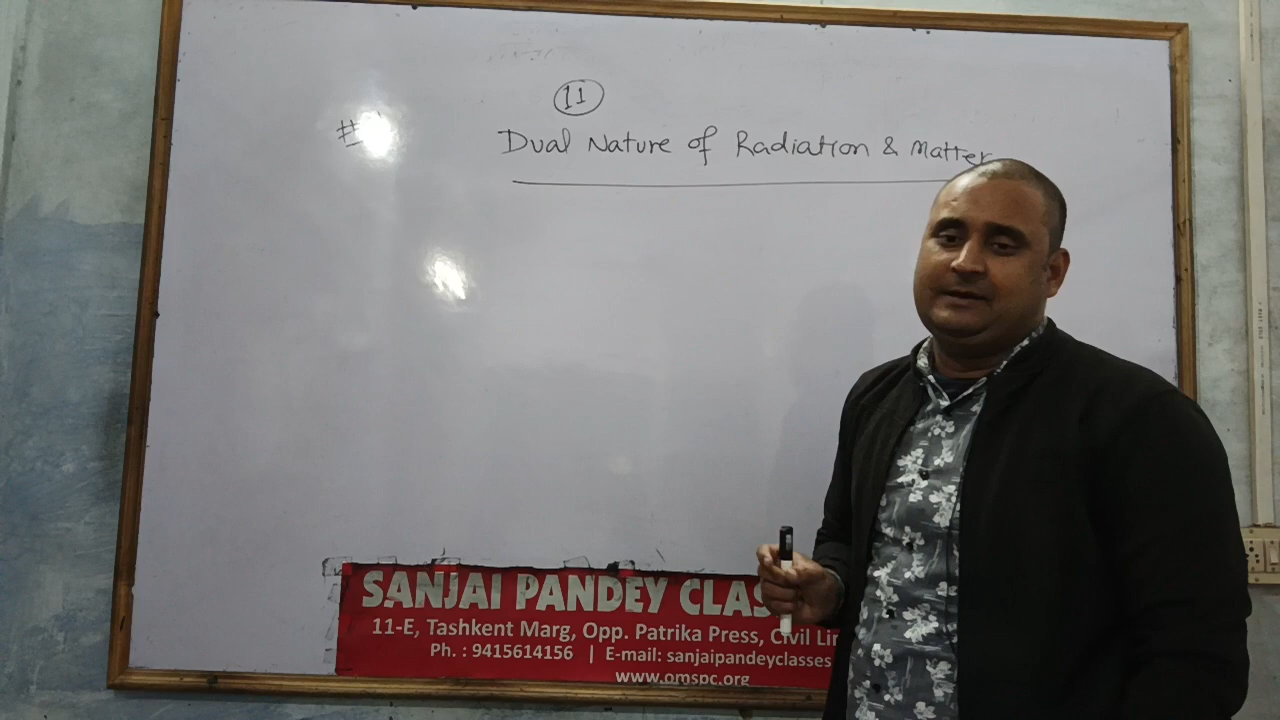 11
#
Dual Nature of Radiation & Matter
SANJAI PANDEY CLAS
11-E, Tashkent Marg, Opp. Patrika Press, Civil Lin
Ph. : 9415614156 | E-mail: sanjaipandeyclasses
www.omspc.org